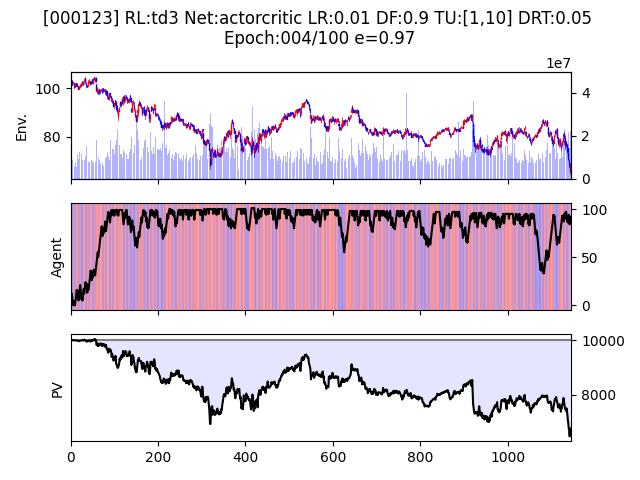 [000123] RL:td3 Net:actorcritic LR:0.01 DF:0.9 TU:[1,10] DRT:0.05
Epoch:004/100 e=0.97
1e7
100
80
Env.
4
2
0
Agent
100
50
0
PV
10000
8000
0
200
400
600
800
1000